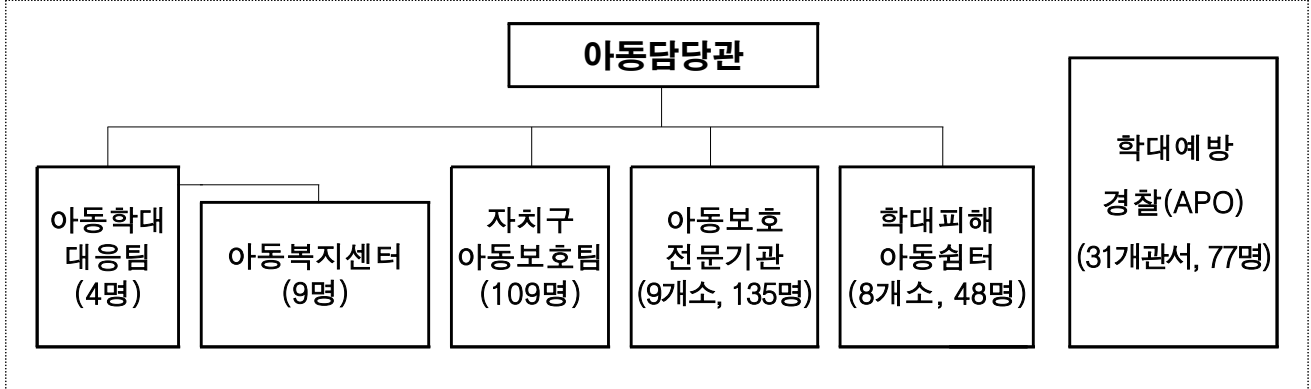 아동담당관
아동학대
대응팀
(4명)
아동복지센터
(9명)
자치구
아동보호팀
(109명)
아동보호
전문기관
(9개소, 135명)
학대피해
아동쉼터
(8개소, 48명)
학대예방
경찰(APO)
(31개관서, 77명)